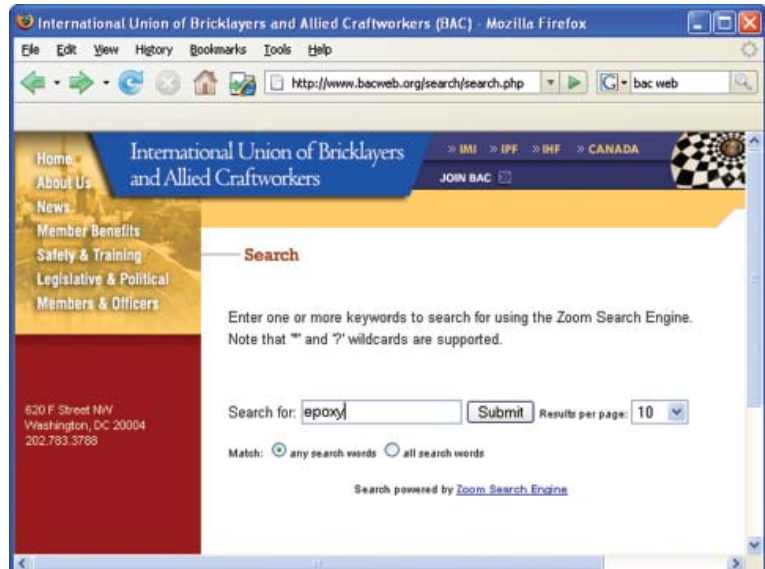 International Union of Bricklayers and Allied Craftworkers (BAC) - Mozilla Firefox
File Edit View History Bookmarks Tools Help
http://www.bacweb.org/search/search.php
G
bac web
Home
About Us
News
Member Benefits
Safety & Training
Legislative & Political
Members & Officers
International Union of Bricklayers
and Allied Craftworkers
» IMI » IPF » IHF » CANADA
JOIN BAC
Search
Enter one or more keywords to search for using the Zoom Search Engine.
Note that '*' and '?' wildcards are supported.
620 F Street NW
Washington, DC 20004
202.783.3788
Search for: epoxy Submit Results per page: 10
Match: any search words all search words
Search powered by Zoom Search Engine